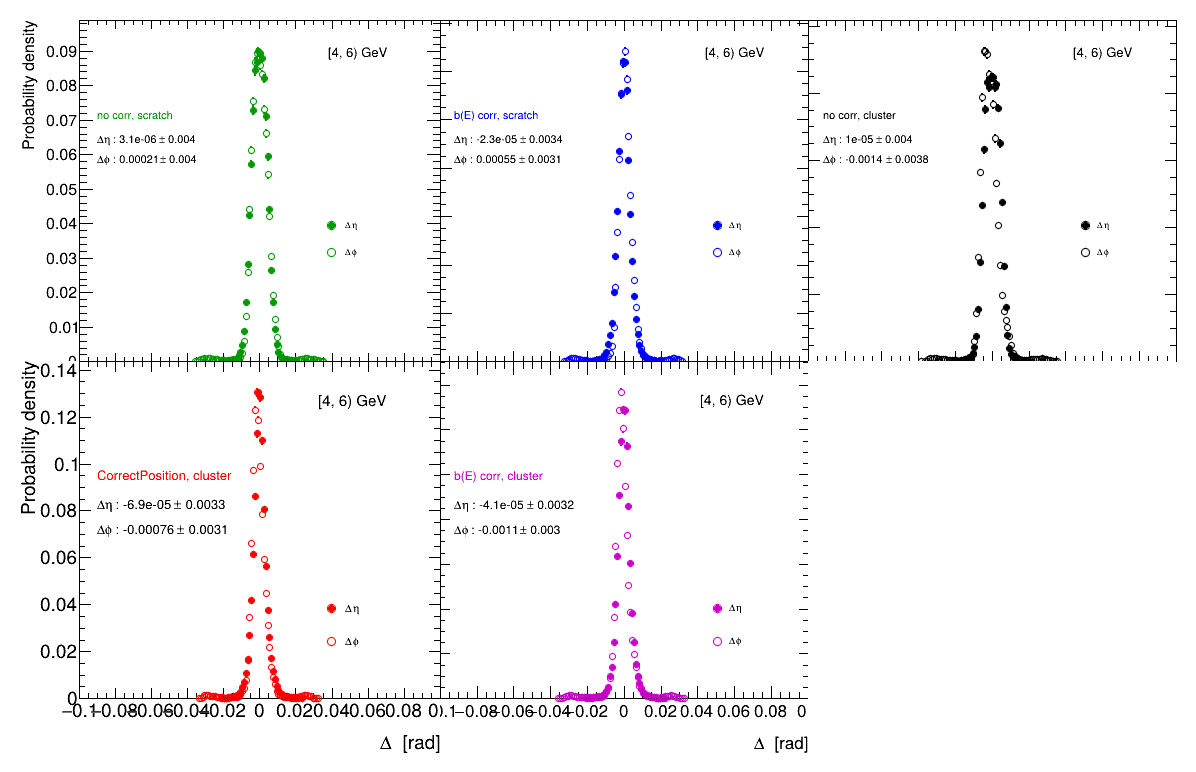 Probability density
0.09
0.08
0.07
0.06
0.05
0.04
0.03
0.02
0.01
[4, 6) GeV
no corr, scratch
Δη : 3.1e-06 ± 0.004
Δϕ : 0.00021 ± 0.004
Δη
Δϕ
[4, 6) GeV
b(E) corr, scratch
Δη : -2.3e-05 ± 0.0034
Δϕ : 0.00055 ± 0.0031
Δη
Δϕ
[4, 6) GeV
no corr, cluster
Δη : 1e-05 ± 0.004
Δϕ : -0.0014 ± 0.0038
Δη
Δϕ
Probability density
0.14
0.12
0.1
0.08
0.06
0.04
0.02
0
[4, 6) GeV
CorrectPosition, cluster
Δη : -6.9e-05 ± 0.0033
Δϕ : -0.00076 ± 0.0031
Δη
Δϕ
−0.1 −0.08 −0.06 −0.04 −0.02 0 0.02 0.04 0.06 0.08 0.1
Δ [rad]
[4, 6) GeV
b(E) corr, cluster
Δη : -4.1e-05 ± 0.0032
Δϕ : -0.0011 ± 0.003
Δη
Δϕ
−0.08 −0.06 −0.04 −0.02 0 0.02 0.04 0.06 0.08 0
Δ [rad]